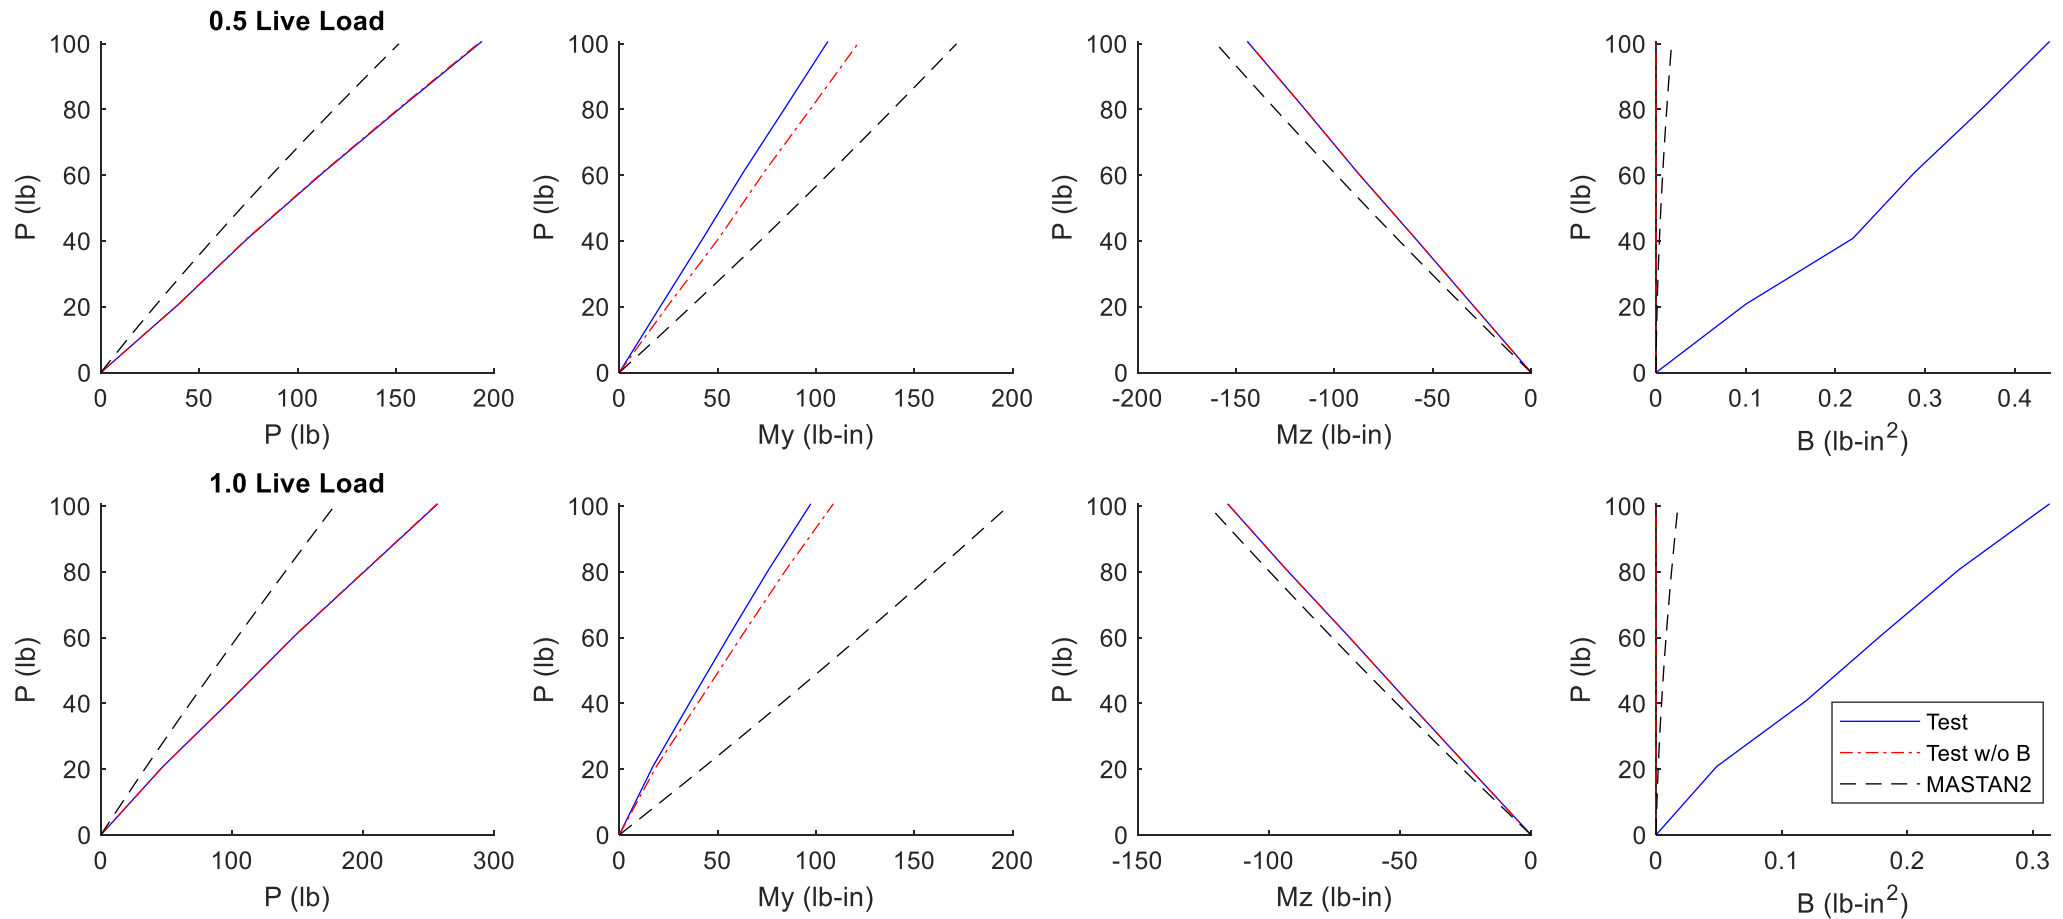 0.5 Live Load
100
80
60
40
20
0
P (lb)
0 50 100 150 200
P (lb)
100
80
60
40
20
0
P (lb)
0 50 100 150 200
My (lb-in)
100
80
60
40
20
0
P (lb)
-200 -150 -100 -50 0
Mz (lb-in)
100
80
60
40
20
0
P (lb)
0 0.1 0.2 0.3 0.4
B (lb-in²)
1.0 Live Load
100
80
60
40
20
0
P (lb)
0 100 200 300
P (lb)
100
80
60
40
20
0
P (lb)
0 50 100 150 200
My (lb-in)
100
80
60
40
20
0
P (lb)
-150 -100 -50 0
Mz (lb-in)
100
80
60
40
20
0
P (lb)
0 0.1 0.2 0.3
B (lb-in²)
Test
Test w/o B
MASTAN2